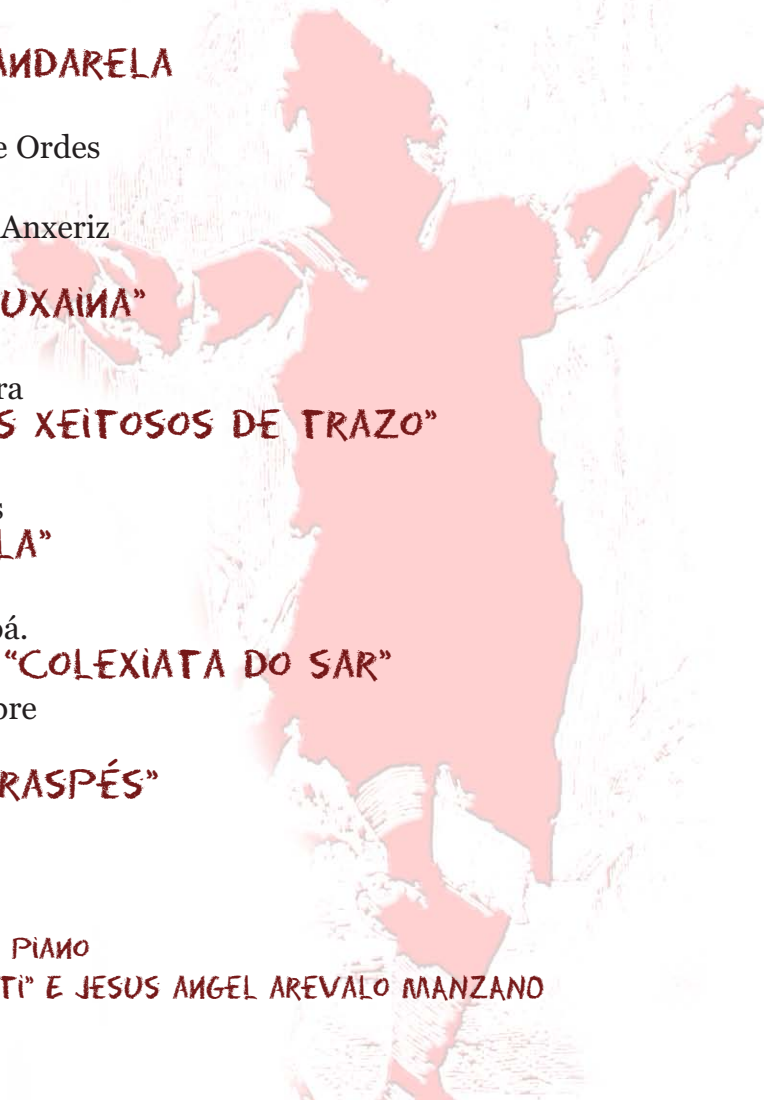 ANDARELA
e Ordes
Anxeriz
UXAINA”
ra
S XEITOSOS DE TRAZO”
s
LA”
oá.
“COLEXIATA DO SAR”
bre
RASPÉS”
PIANO
TI” E JESUS ANGEL AREVALO MANZANO